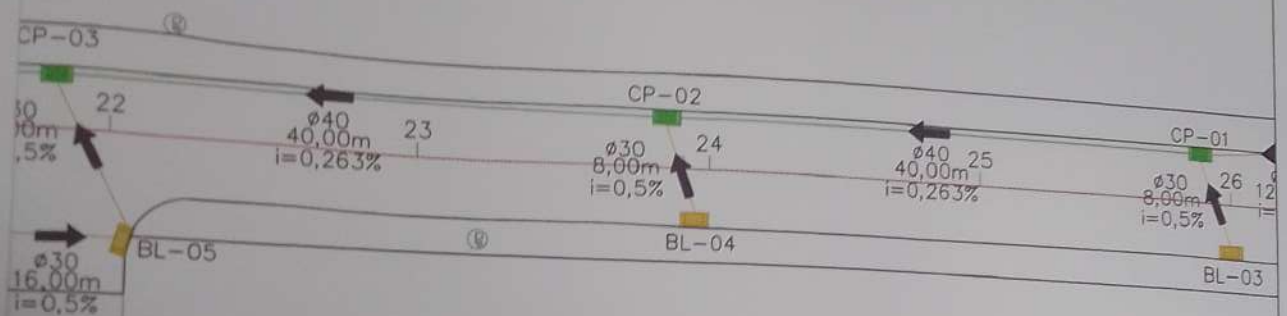 CP-03
22
ø40
40,00m
i=0,263%
23
CP-02
ø30
8,00m
i=0,5%
24
ø40
40,00m
i=0,263%
25
CP-01
ø30
8,00m
i=0,5%
26
12
i=
,5%
BL-05
ø30
16,00m
i=0,5%
BL-04
BL-03